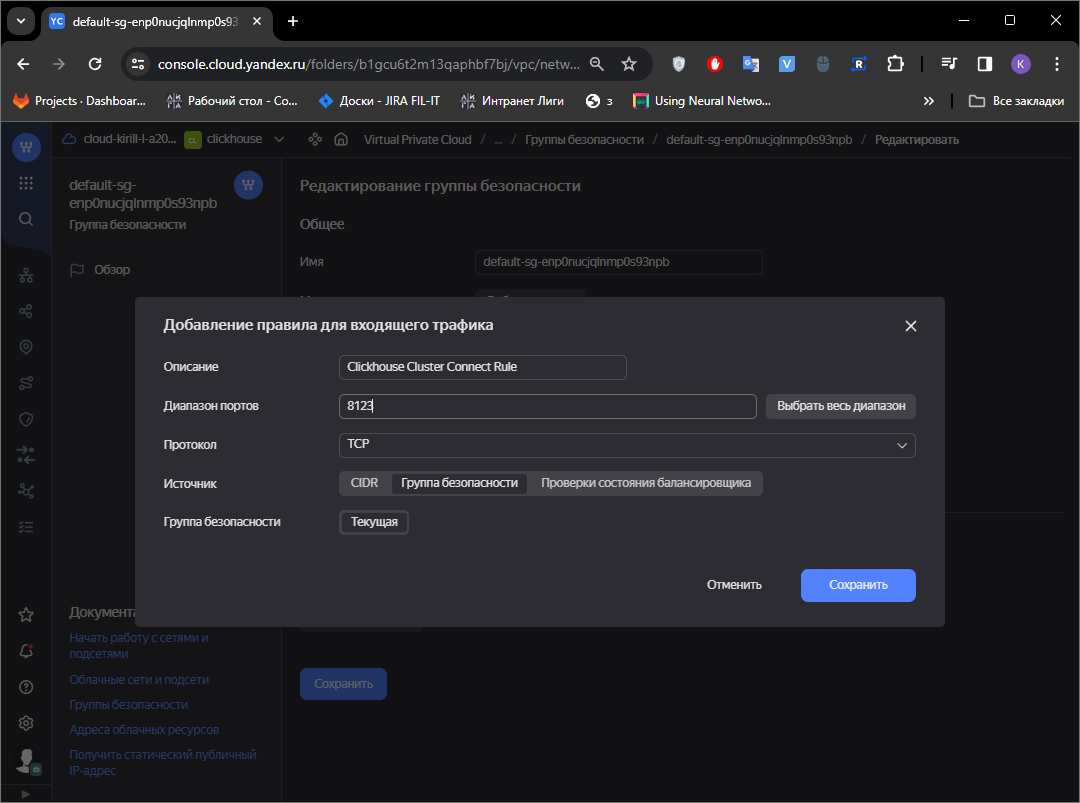 default-sg-enp0nucjqlnmp0s93
console.cloud.yandex.ru/folders/b1gcu6t2m13qaphbf7bj/vpc/netw...
Projects · Dashboar...
Рабочий стол - Co...
Доски - JIRA FIL-IT
Интранет Лиги
3
Using Neural Netwo...
Все закладки
cloud-kirill-l-a20...
CL
clickhouse
Virtual Private Cloud / ... / Группы безопасности / default-sg-enp0nucjqlnmp0s93npb / Редактировать
default-sg-
enp0nucjqlnmp0s93npb
Группа безопасности
Обзор
Редактирование группы безопасности
Общее
Имя
default-sg-enp0nucjqlnmp0s93npb
Добавление правила для входящего трафика
Описание
Clickhouse Cluster Connect Rule
Диапазон портов
8123
Выбрать весь диапазон
Протокол
TCP
Источник
CIDR
Группа безопасности
Проверки состояния балансировщика
Группа безопасности
Текущая
Отменить
Сохранить
Документа
Начать работу с сетями и
подсетями
Облачные сети и подсети
Группы безопасности
Адреса облачных ресурсов
Получить статический публичный
IP-адрес
Сохранить